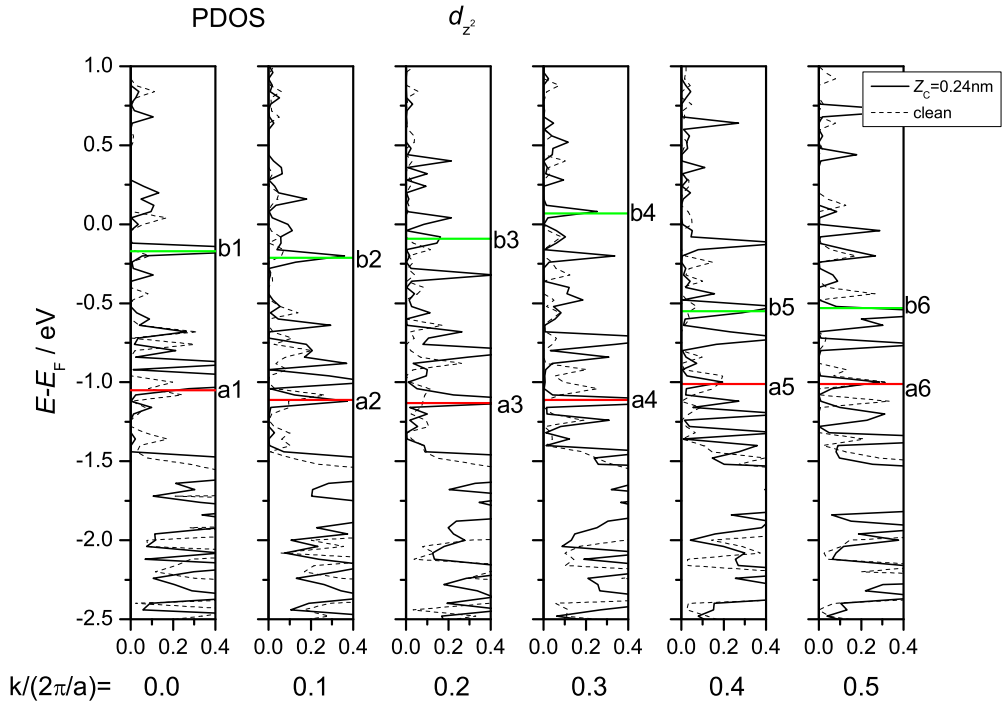 PDOS d_z²
Z_C=0.24nm
clean
E-E_F / eV
1.0
0.5
0.0
-0.5
-1.0
-1.5
-2.0
-2.5
b1 b2 b3 b4 b5 b6
a1 a2 a3 a4 a5 a6
0.0 0.2 0.4 0.0 0.2 0.4 0.0 0.2 0.4 0.0 0.2 0.4 0.0 0.2 0.4 0.0 0.2 0.4
k/(2π/a)= 0.0 0.1 0.2 0.3 0.4 0.5